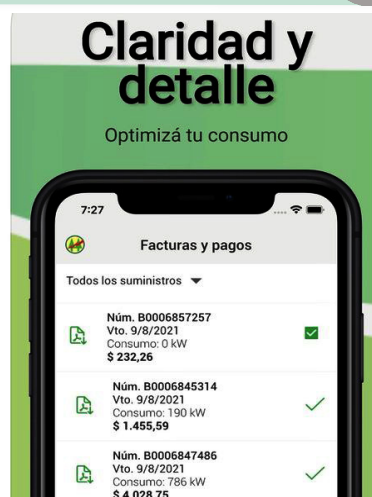 Claridad y
detalle
Optimizá tu consumo
7:27
Facturas y pagos
Todos los suministros
Núm. B0006857257
Vto. 9/8/2021
Consumo: 0 kW
$ 232,26
Núm. B0006845314
Vto. 9/8/2021
Consumo: 190 kW
$ 1.455,59
Núm. B0006847486
Vto. 9/8/2021
Consumo: 786 kW
$ 4.028,75